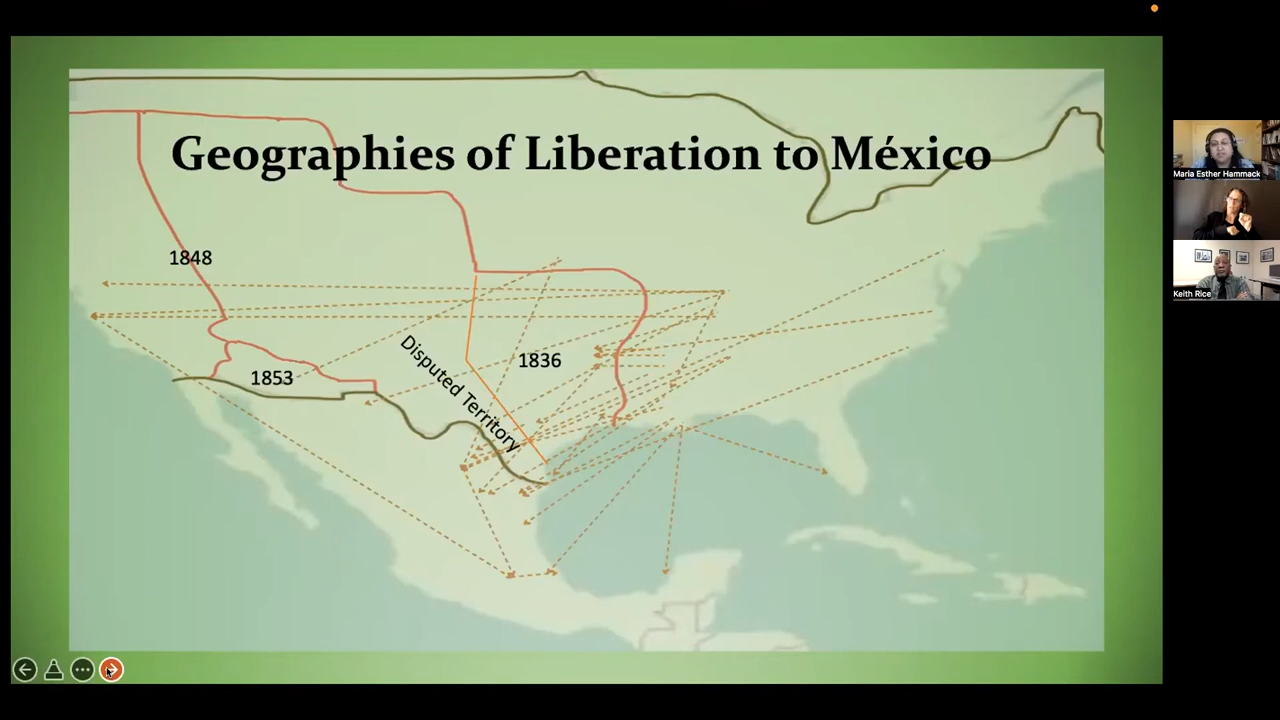 Geographies of Liberation to México
1848
1853
Disputed Territory
1836
Maria Esther Hammack
Keith Rice